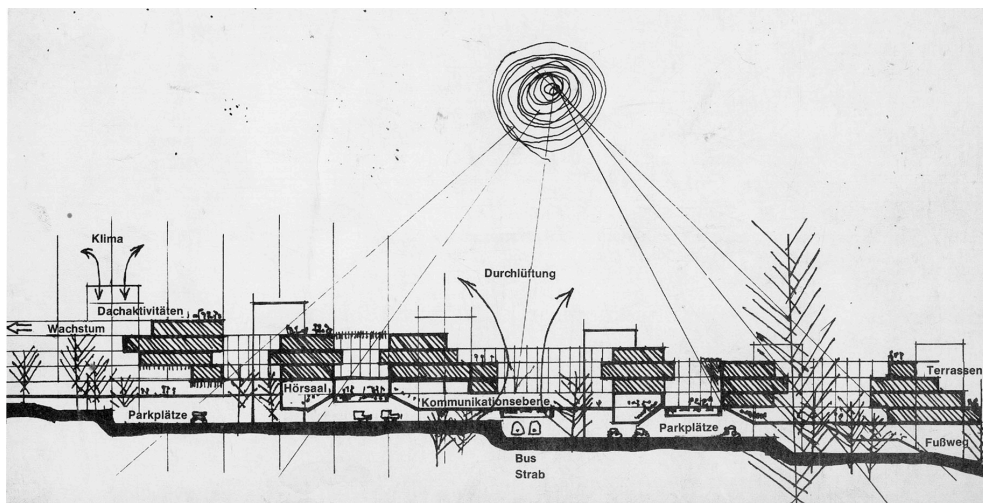 Klima
Durchlüftung
Dachaktivitäten
Wachstum
Terrassen
Hörsaal
Kommunikationsebene
Parkplätze
Parkplätze
Fußweg
Bus
Strab